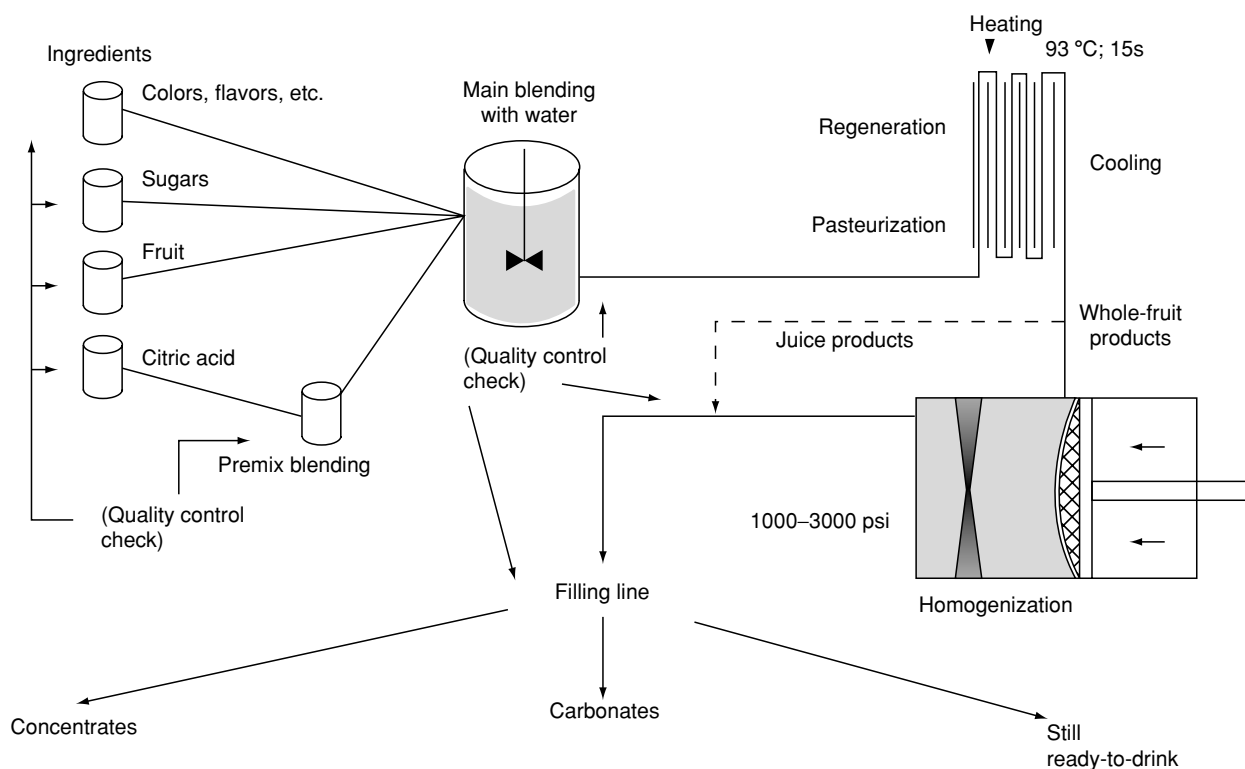 Heating
93 °C; 15s
Ingredients
Colors, flavors, etc.
Main blending
with water
Regeneration
Cooling
Sugars
Pasteurization
Fruit
Whole-fruit
products
Juice products
Citric acid
(Quality control
check)
Premix blending
(Quality control
check)
1000–3000 psi
Homogenization
Filling line
Concentrates
Carbonates
Still
ready-to-drink